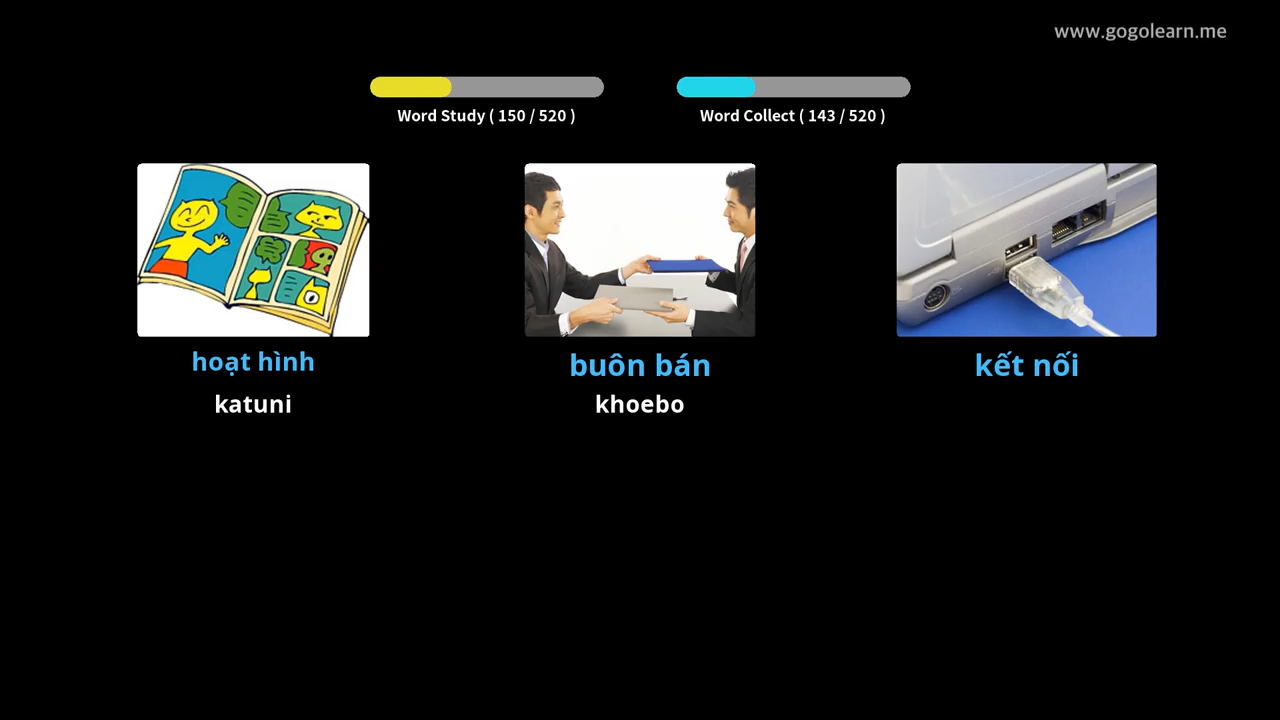 www.gogolearn.me
Word Study ( 150 / 520 )
Word Collect ( 143 / 520 )
hoạt hình
buôn bán
kết nối
katuni
khoebo